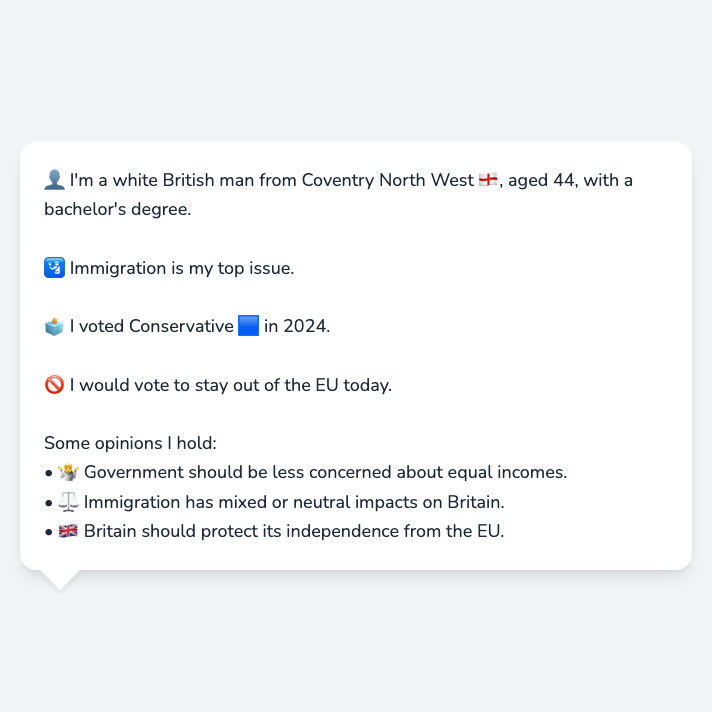 👤 I'm a white British man from Coventry North West 🏴󠁧󠁢󠁥󠁮󠁧󠁿, aged 44, with a
bachelor's degree.
🛂 Immigration is my top issue.
🗳️ I voted Conservative 🟦 in 2024.
🚫 I would vote to stay out of the EU today.
Some opinions I hold:
• 🤷 Government should be less concerned about equal incomes.
• ⚖️ Immigration has mixed or neutral impacts on Britain.
• 🇬🇧 Britain should protect its independence from the EU.